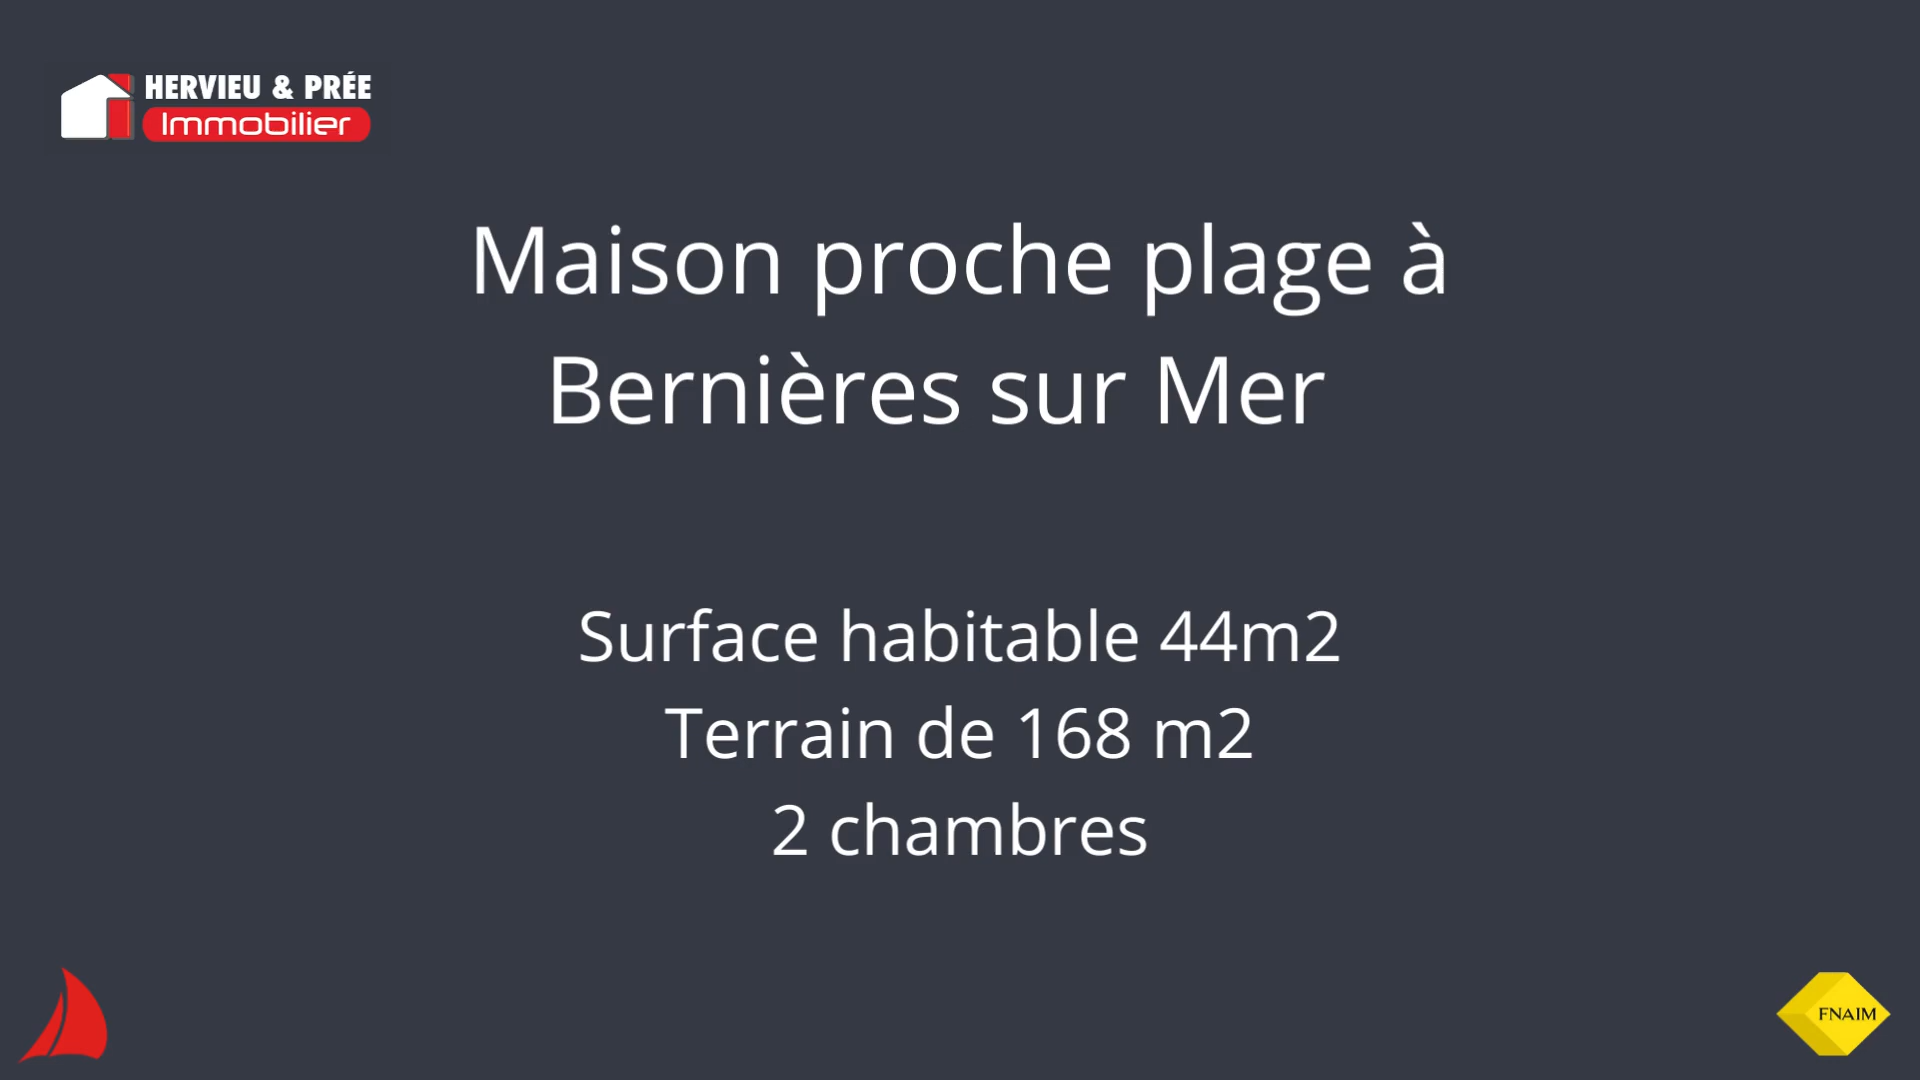 HERVIEU & PRÉE
Immobilier
Maison proche plage à
Bernières sur Mer
Surface habitable 44m2
Terrain de 168 m2
2 chambres
FNAIM